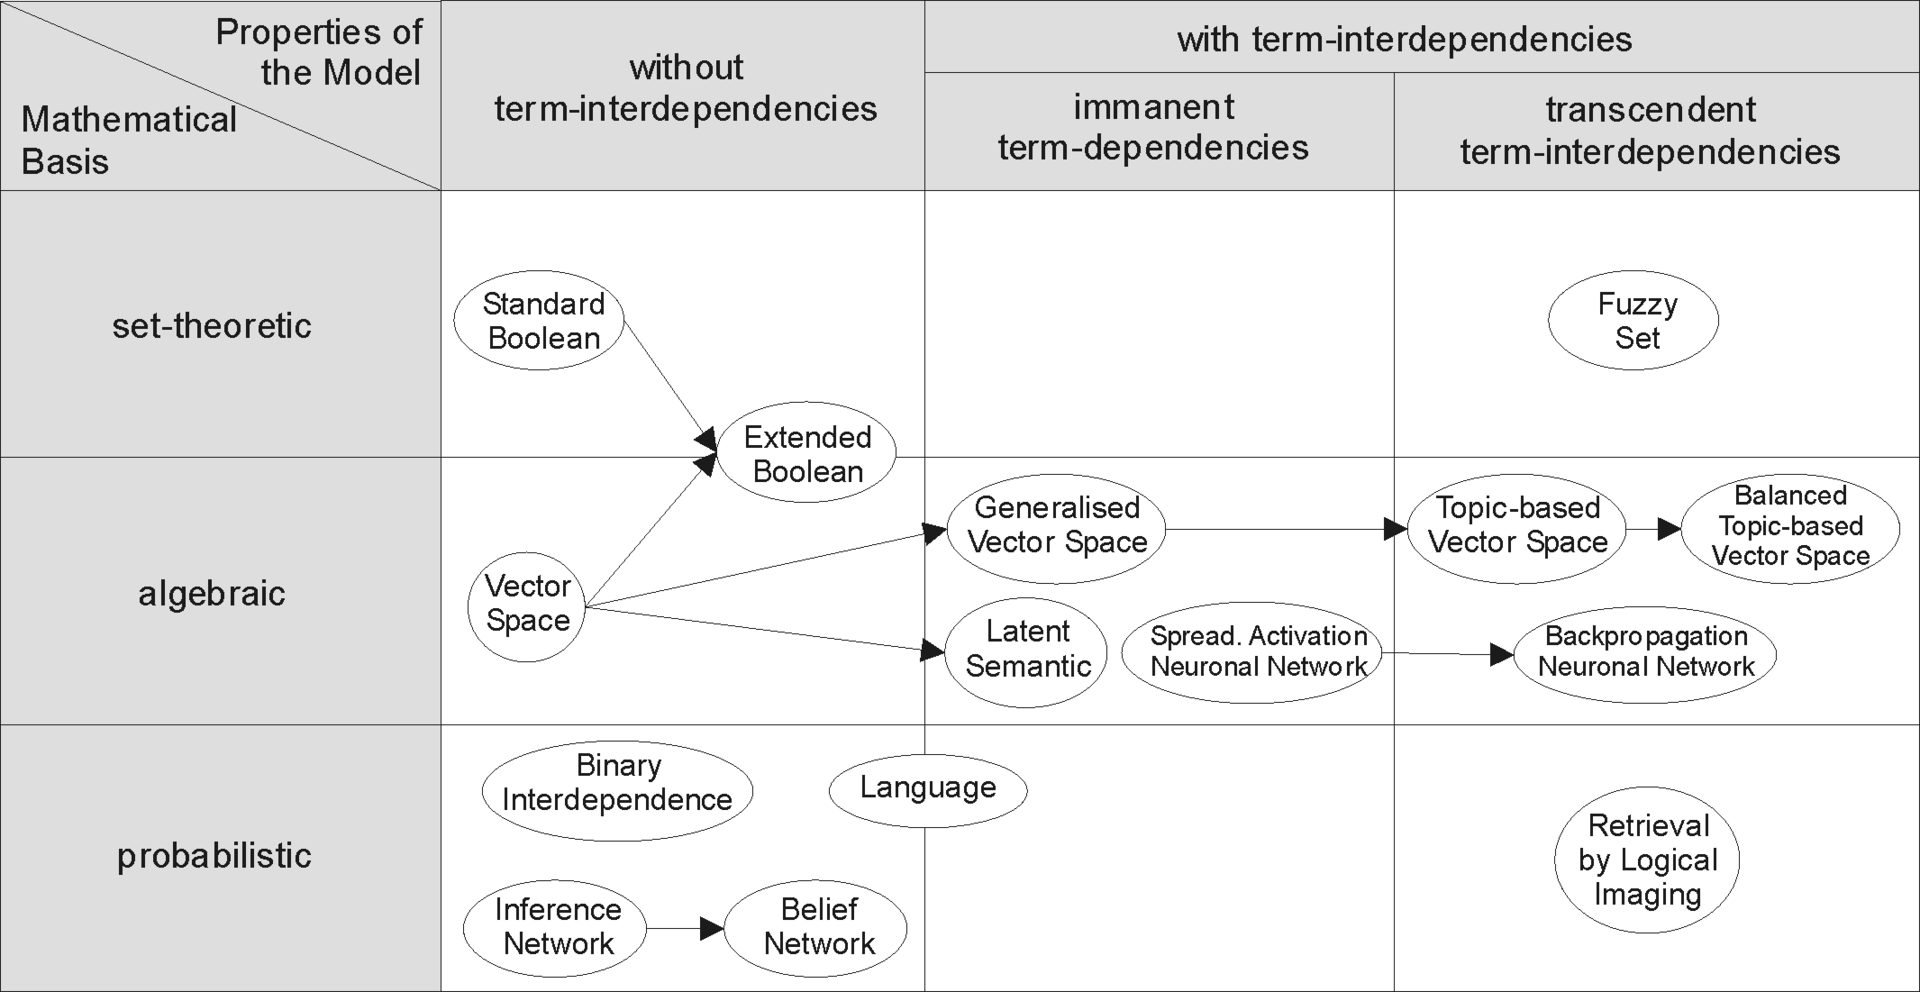 Properties of
the Model
Mathematical
Basis
without
term-interdependencies
with term-interdependencies
immanent
term-dependencies
transcendent
term-interdependencies
set-theoretic
Standard
Boolean
Extended
Boolean
Fuzzy
Set
algebraic
Vector
Space
Generalised
Vector Space
Latent
Semantic
Spread. Activation
Neuronal Network
Topic-based
Vector Space
Balanced
Topic-based
Vector Space
Backpropagation
Neuronal Network
probabilistic
Binary
Interdependence
Language
Inference
Network
Belief
Network
Retrieval
by Logical
Imaging